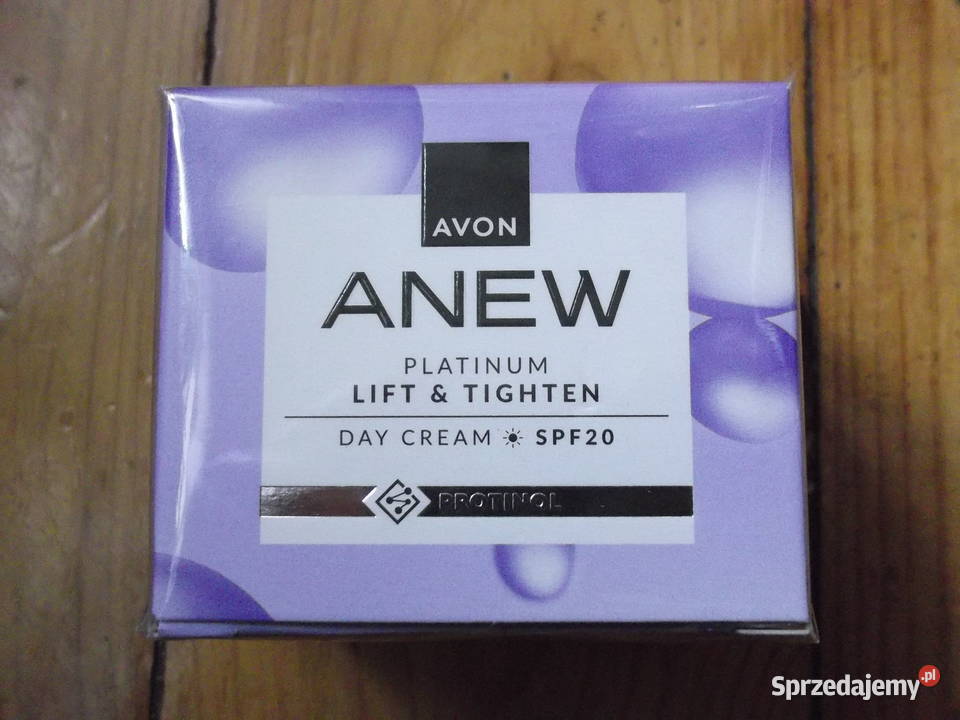 AVON
ANEW
PLATINUM
LIFT & TIGHTEN
DAY CREAM SPF20
PROTINOL
Sprzedajemy.pl